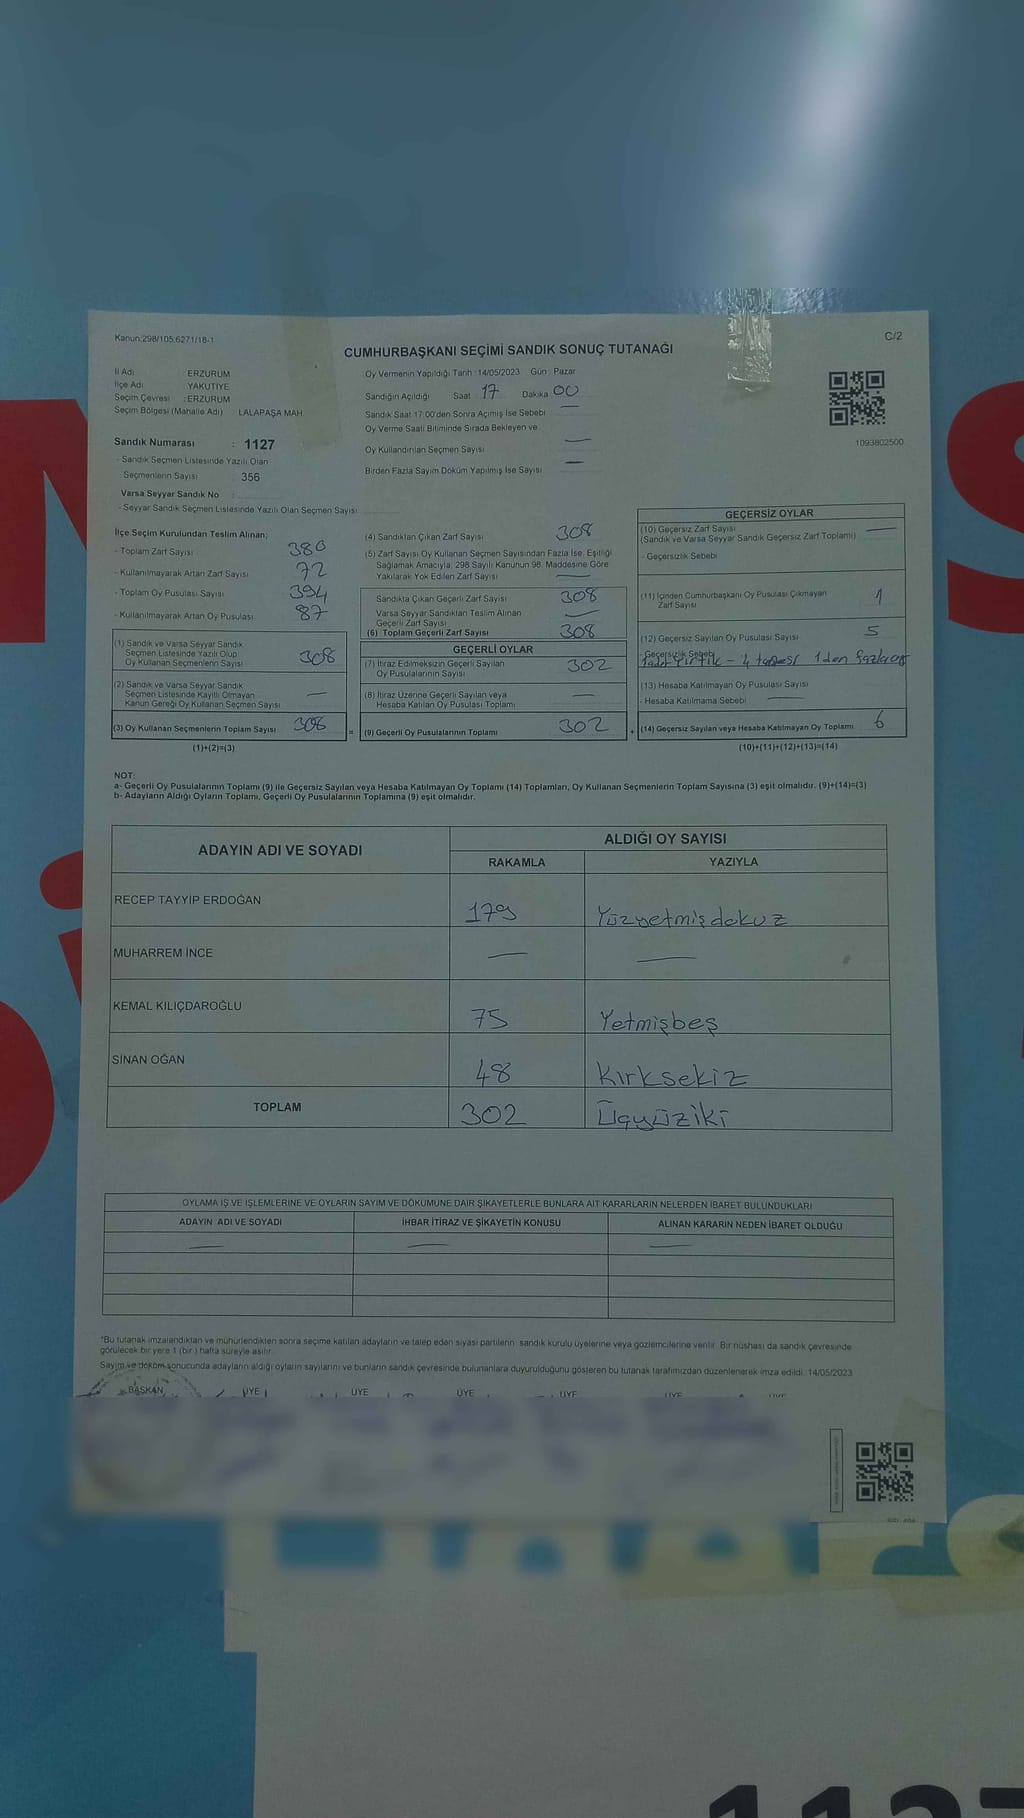 Kanun:298/105,6271/18-1
C/2
CUMHURBAŞKANI SEÇİMİ SANDIK SONUÇ TUTANAĞI
İl Adı : ERZURUM
İlçe Adı : YAKUTİYE
Seçim Çevresi : ERZURUM
Seçim Bölgesi (Mahalle Adı) : LALAPAŞA MAH.
Sandık Numarası : 1127
- Sandık Seçmen Listesinde Yazılı Olan
Seçmenlerin Sayısı : 356
Varsa Seyyar Sandık No :
- Seyyar Sandık Seçmen Listesinde Yazılı Olan Seçmen Sayısı
Oy Vermenin Yapıldığı Tarih :14/05/2023 Gün : Pazar
Sandığın Açıldığı Saat 17 Dakika 00
Sandık Saat 17:00'den Sonra Açılmış İse Sebebi —
Oy Verme Saati Bitiminde Sırada Bekleyen ve
Oy Kullandırılan Seçmen Sayısı —
Birden Fazla Sayım Döküm Yapılmış İse Sayısı —
1093802500
İlçe Seçim Kurulundan Teslim Alınan;
- Toplam Zarf Sayısı 380
- Kullanılmayarak Artan Zarf Sayısı 72
- Toplam Oy Pusulası Sayısı 394
- Kullanılmayarak Artan Oy Pusulası 87
(1) Sandık ve Varsa Seyyar Sandık
Seçmen Listesinde Yazılı Olup
Oy Kullanan Seçmenlerin Sayısı 308
(2) Sandık ve Varsa Seyyar Sandık
Seçmen Listesinde Kayıtlı Olmayan
Kanun Gereği Oy Kullanan Seçmen Sayısı —
(3) Oy Kullanan Seçmenlerin Toplam Sayısı 308
(1)+(2)=(3)
(4) Sandıktan Çıkan Zarf Sayısı 308
(5) Zarf Sayısı Oy Kullanan Seçmen Sayısından Fazla İse, Eşitliği
Sağlamak Amacıyla, 298 Sayılı Kanunun 98. Maddesine Göre
Yakılarak Yok Edilen Zarf Sayısı —
Sandıkta Çıkan Geçerli Zarf Sayısı 308
Varsa Seyyar Sandıktan Teslim Alınan
Geçerli Zarf Sayısı —
(6) Toplam Geçerli Zarf Sayısı 308
GEÇERLİ OYLAR
(7) İtiraz Edilmeksizin Geçerli Sayılan
Oy Pusulalarının Sayısı 302
(8) İtiraz Üzerine Geçerli Sayılan veya
Hesaba Katılan Oy Pusulası Toplamı —
(9) Geçerli Oy Pusulalarının Toplamı 302
GEÇERSİZ OYLAR
(10) Geçersiz Zarf Sayısı —
(Sandık ve Varsa Seyyar Sandık Geçersiz Zarf Toplamı)
- Geçersizlik Sebebi
(11) İçinden Cumhurbaşkanı Oy Pusulası Çıkmayan
Zarf Sayısı 1
(12) Geçersiz Sayılan Oy Pusulası Sayısı 5
- Geçersizlik Sebebi
1 adet Yırtık - 4 tanesi 1den fazla oy
(13) Hesaba Katılmayan Oy Pusulası Sayısı
- Hesaba Katılmama Sebebi —
(14) Geçersiz Sayılan veya Hesaba Katılmayan Oy Toplamı 6
(10)+(11)+(12)+(13)=(14)
NOT:
a- Geçerli Oy Pusulalarının Toplamı (9) ile Geçersiz Sayılan veya Hesaba Katılmayan Oy Toplamı (14) Toplamları, Oy Kullanan Seçmenlerin Toplam Sayısına (3) eşit olmalıdır. (9)+(14)=(3)
b- Adayların Aldığı Oyların Toplamı, Geçerli Oy Pusulalarının Toplamına (9) eşit olmalıdır.
ADAYIN ADI VE SOYADI
ALDIĞI OY SAYISI
RAKAMLA YAZIYLA
RECEP TAYYİP ERDOĞAN 179 Yüzyetmişdokuz
MUHARREM İNCE — —
KEMAL KILIÇDAROĞLU 75 Yetmişbeş
SİNAN OĞAN 48 Kırksekiz
TOPLAM 302 Üçyüziki
OYLAMA İŞ VE İŞLEMLERİNE VE OYLARIN SAYIM VE DÖKÜMÜNE DAİR ŞİKAYETLERLE BUNLARA AİT KARARLARIN NELERDEN İBARET BULUNDUKLARI
ADAYIN ADI VE SOYADI İHBAR İTİRAZ VE ŞİKAYETİN KONUSU ALINAN KARARIN NEDEN İBARET OLDUĞU
— — —
*Bu tutanak imzalandıktan ve mühürlendikten sonra seçime katılan adayların ve talep eden siyasi partilerin sandık kurulu üyelerine veya gözlemcilerine verilir. Bir nüshası da sandık çevresinde
görülecek bir yere 1 (bir ) hafta süreyle asılır.
Sayım ve döküm sonucunda adayların aldığı oyların sayılarını ve bunların sandık çevresinde bulunanlara duyurulduğunu gösteren bu tutanak tarafımızdan düzenlenerek imza edildi. 14/05/2023
BAŞKAN ÜYE ÜYE ÜYE ÜYE ÜYE ÜYE
1127